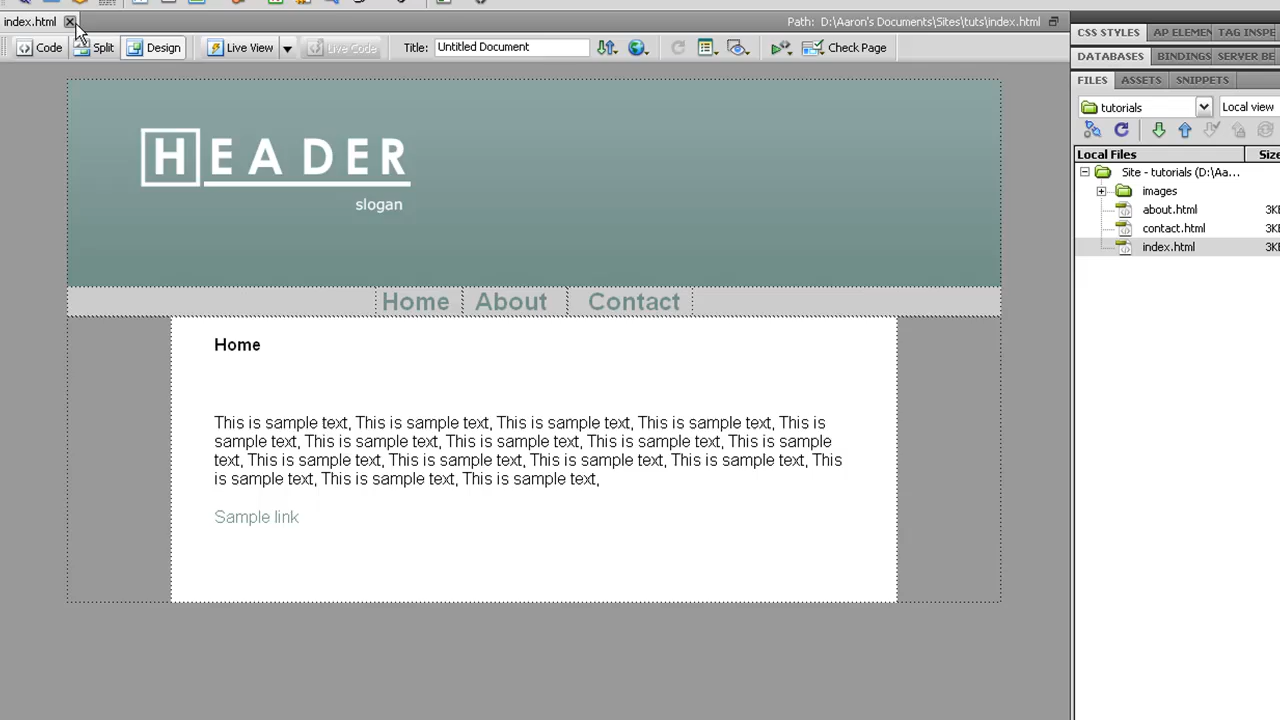 index.html
Path: D:\Aaron's Documents\Sites\tuts\index.html
Code Split Design Live View Live Code Title: Untitled Document Check Page
HEADER
slogan
Home About Contact
Home
This is sample text, This is sample text, This is sample text, This is sample text, This is
sample text, This is sample text, This is sample text, This is sample text, This is sample
text, This is sample text, This is sample text, This is sample text, This is sample text, This
is sample text, This is sample text, This is sample text,
Sample link
CSS STYLES AP ELEMEN TAG INSPE
DATABASES BINDINGS SERVER BE
FILES ASSETS SNIPPETS
tutorials Local view
Local Files Size
Site - tutorials (D:\Aa...
images
about.html 3K
contact.html 3K
index.html 3K